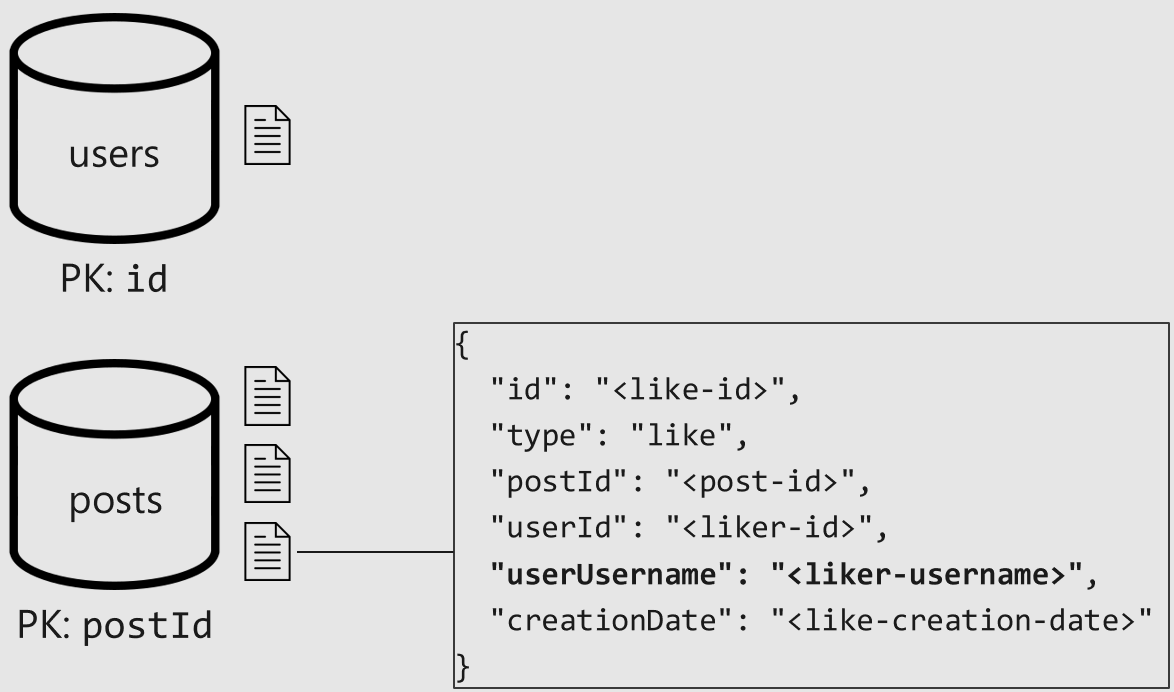 users
PK: id
posts
PK: postId
{
  "id": "<like-id>",
  "type": "like",
  "postId": "<post-id>",
  "userId": "<liker-id>",
  "userUsername": "<liker-username>",
  "creationDate": "<like-creation-date>"
}